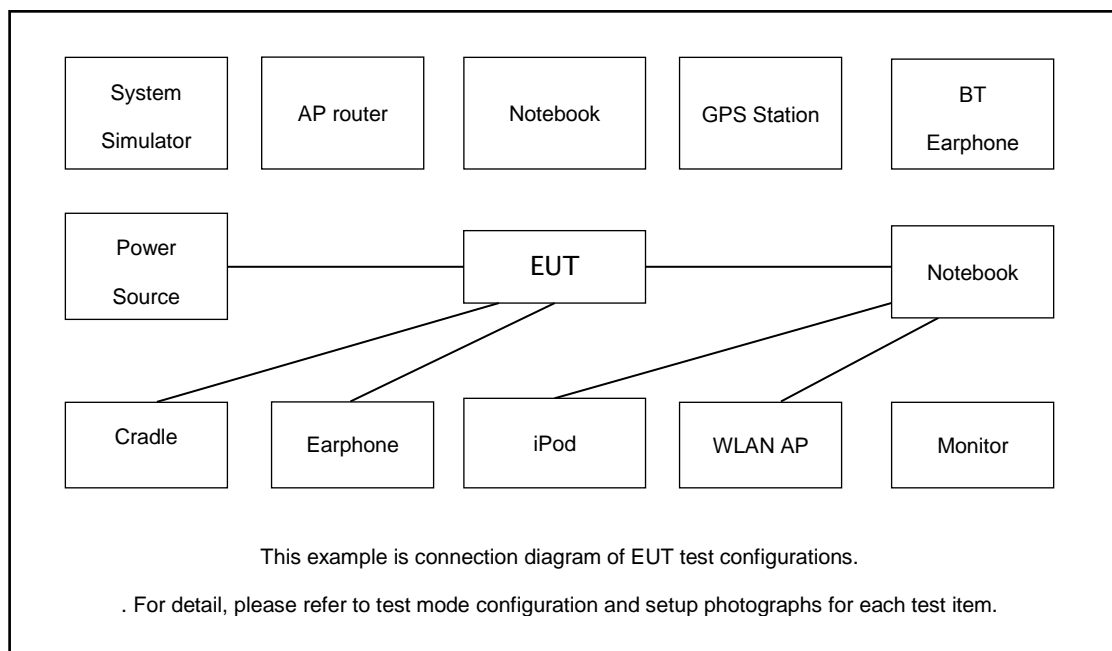 System
Simulator
AP router
Notebook
GPS Station
BT
Earphone
Power
Source
EUT
Notebook
Cradle
Earphone
iPod
WLAN AP
Monitor
This example is connection diagram of EUT test configurations.
. For detail, please refer to test mode configuration and setup photographs for each test item.